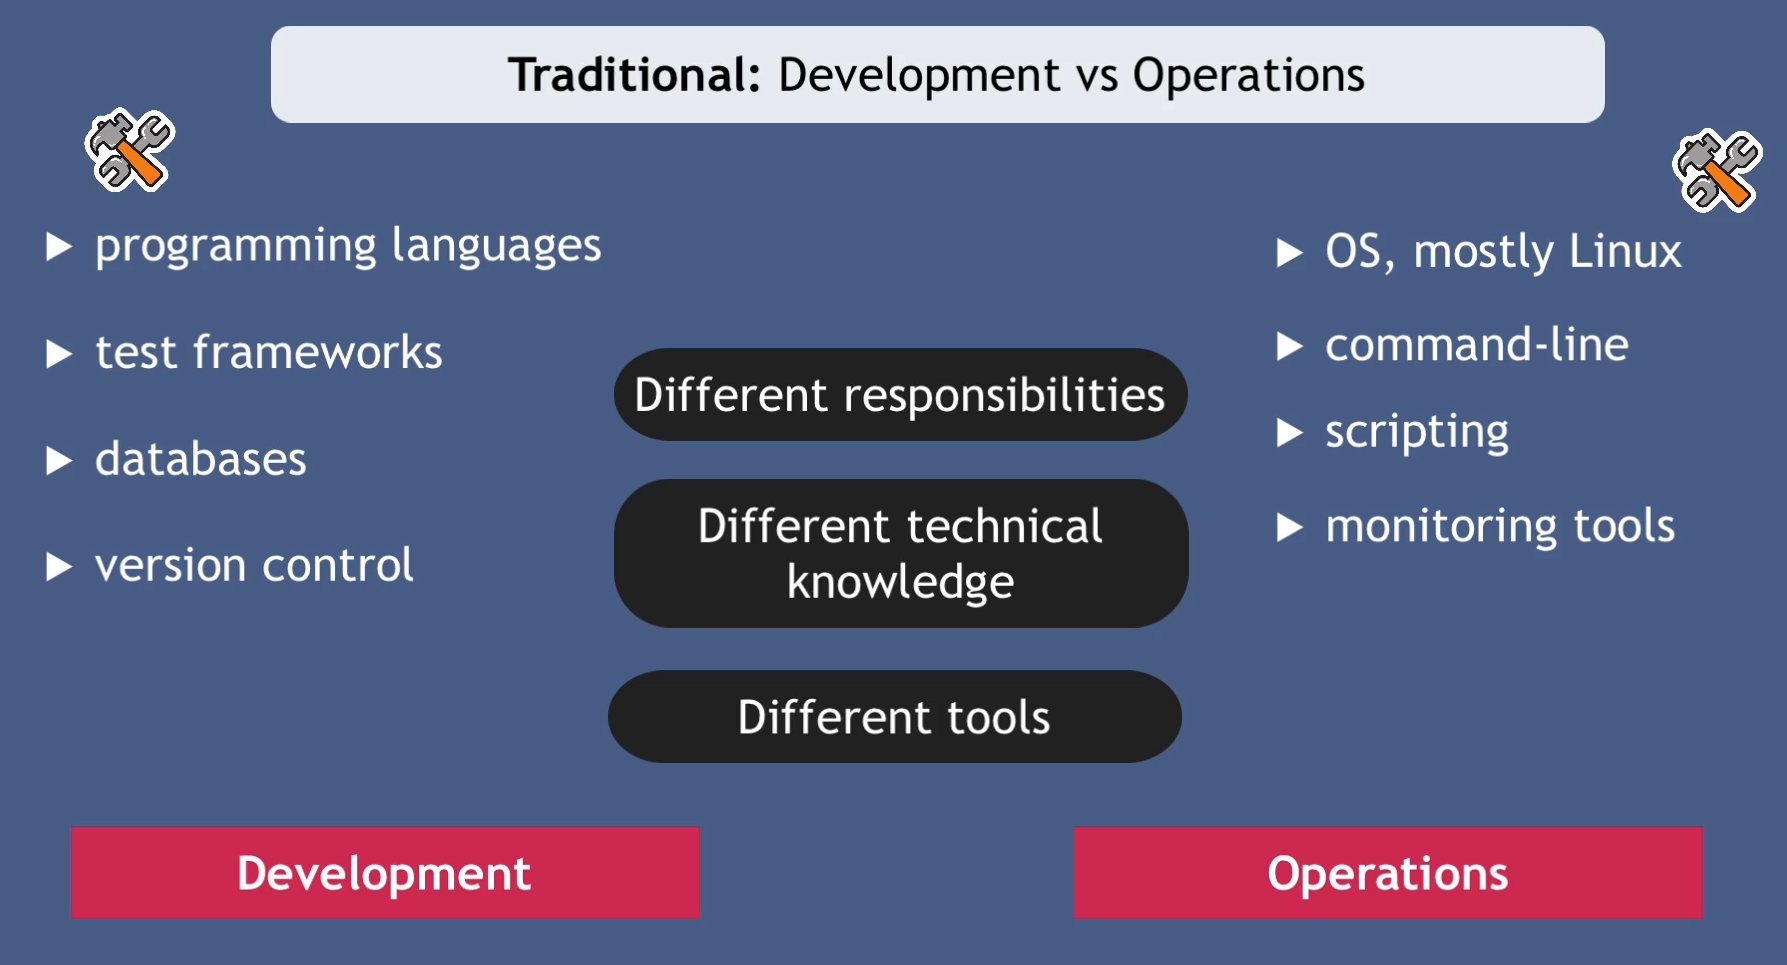 Traditional: Development vs Operations
▶ programming languages
▶ test frameworks
▶ databases
▶ version control
Different responsibilities
Different technical
knowledge
Different tools
▶ OS, mostly Linux
▶ command-line
▶ scripting
▶ monitoring tools
Development
Operations